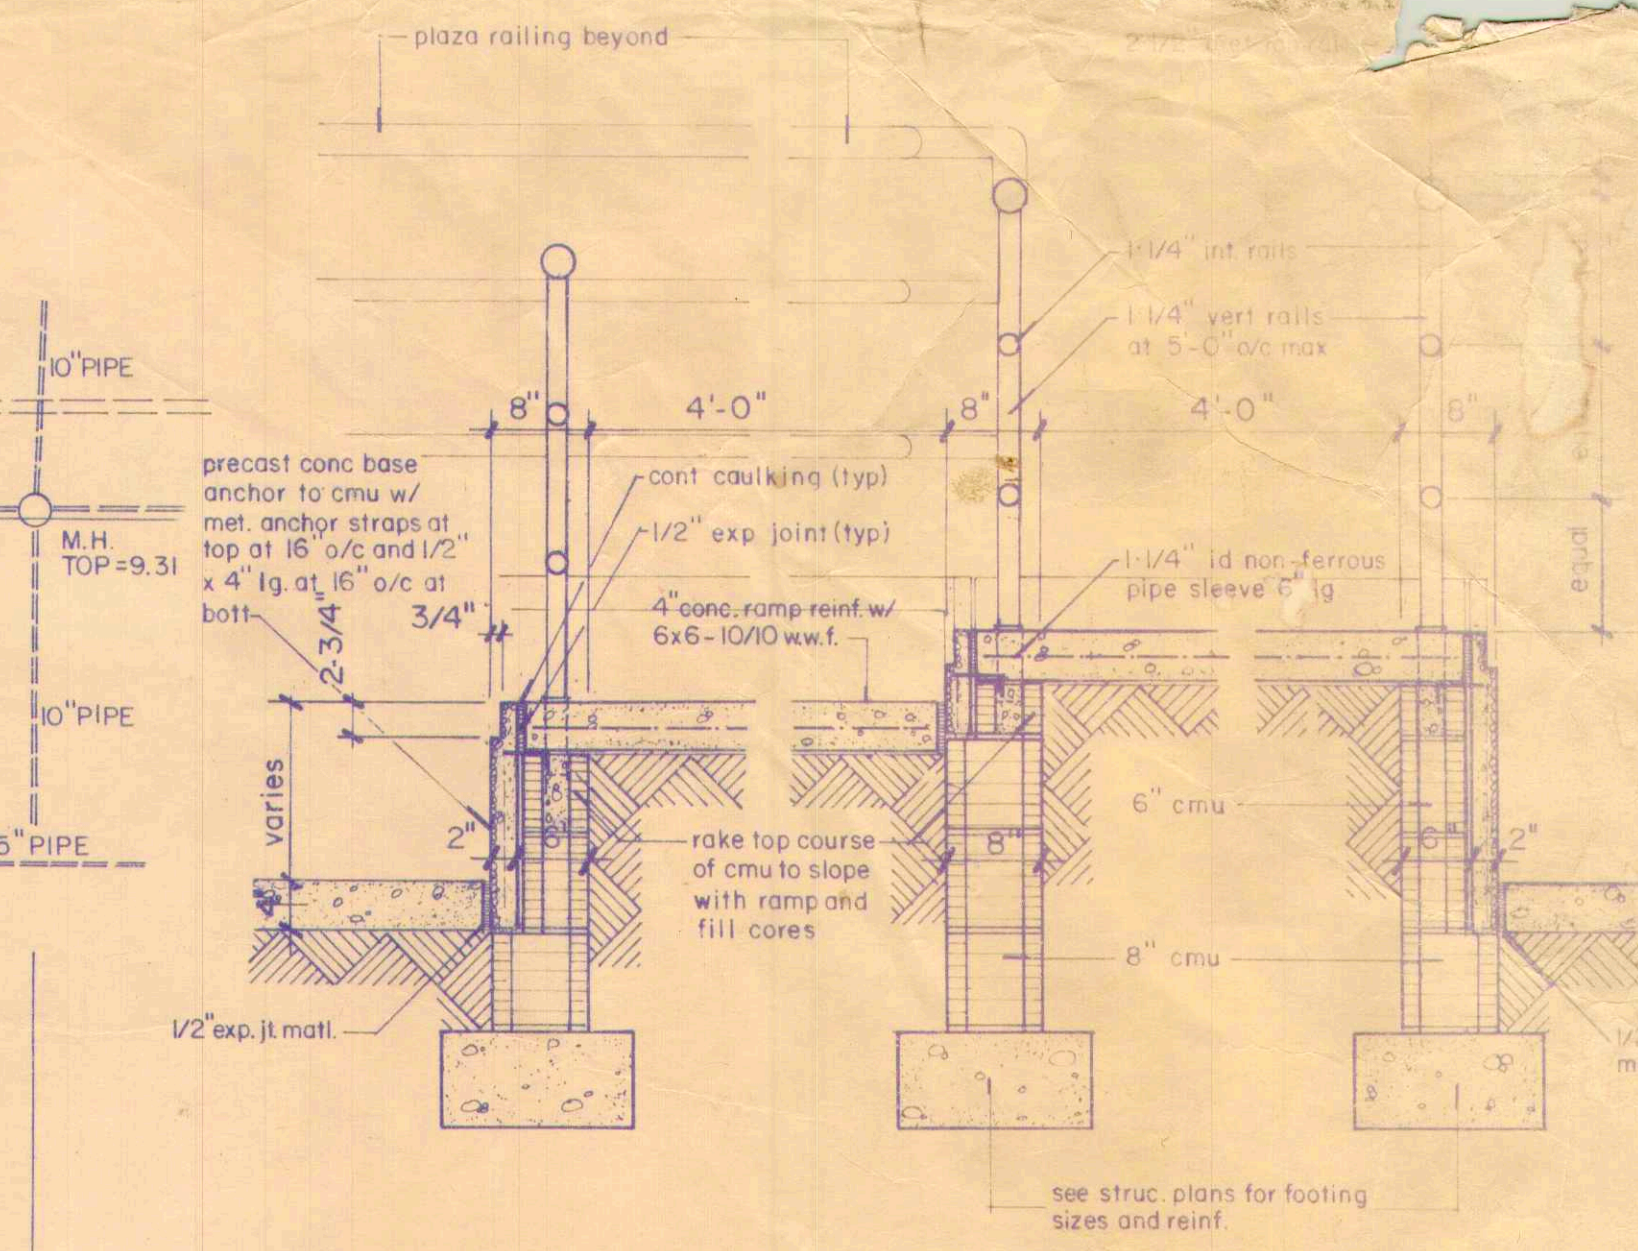 plaza railing beyond
2 1/2"
1-1/4" int. rails
1-1/4" vert rails
at 5'-0" o/c max
10"PIPE
8"
4'-0"
8"
4'-0"
8"
precast conc base
anchor to cmu w/
met. anchor straps at
top at 16" o/c and 1/2"
x 4" lg. at 16" o/c at
bott
cont caulking (typ)
1/2" exp joint (typ)
M.H.
TOP=9.31
1-1/4" id non-ferrous
pipe sleeve 6" lg
equal
2-3/4"
3/4"
4"conc. ramp reinf. w/
6x6-10/10 w.w.f.
10"PIPE
varies
6" cmu
5"PIPE
2"
6"
rake top course
of cmu to slope
with ramp and
fill cores
8"
6"
2"
4"
8" cmu
1/2"exp. jt. matl.
see struc. plans for footing
sizes and reinf.